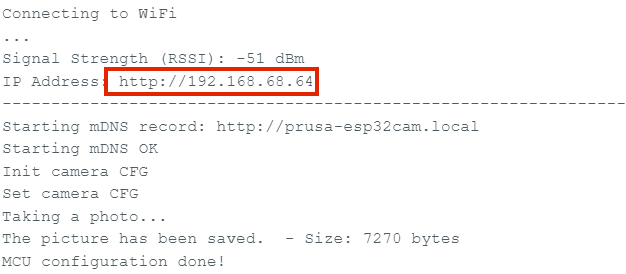 Connecting to WiFi
...
Signal Strength (RSSI): -51 dBm
IP Address: http://192.168.68.64
----------------------------------------------------------------
Starting mDNS record: http://prusa-esp32cam.local
Starting mDNS OK
Init camera CFG
Set camera CFG
Taking a photo...
The picture has been saved.  - Size: 7270 bytes
MCU configuration done!